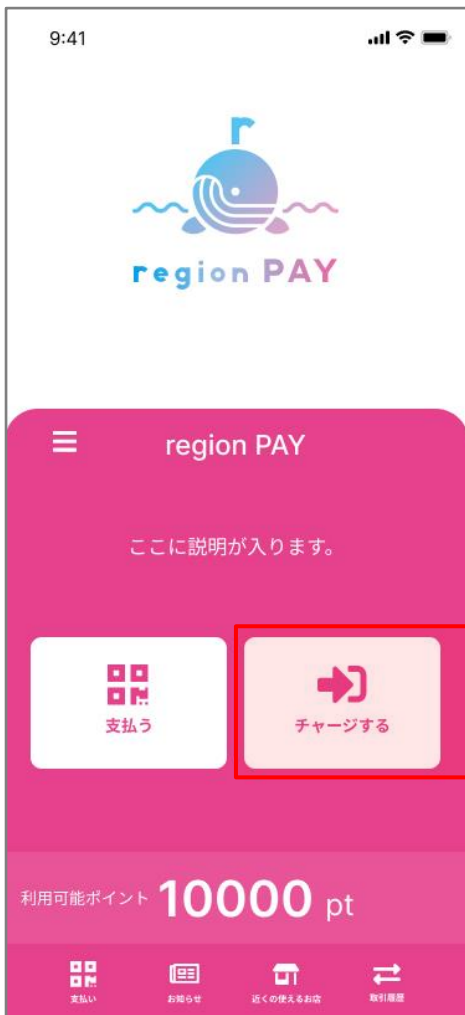 9:41
r
region PAY
region PAY
ここに説明が入ります。
支払う
チャージする
利用可能ポイント 10000 pt
支払い
お知らせ
近くの使えるお店
取引履歴